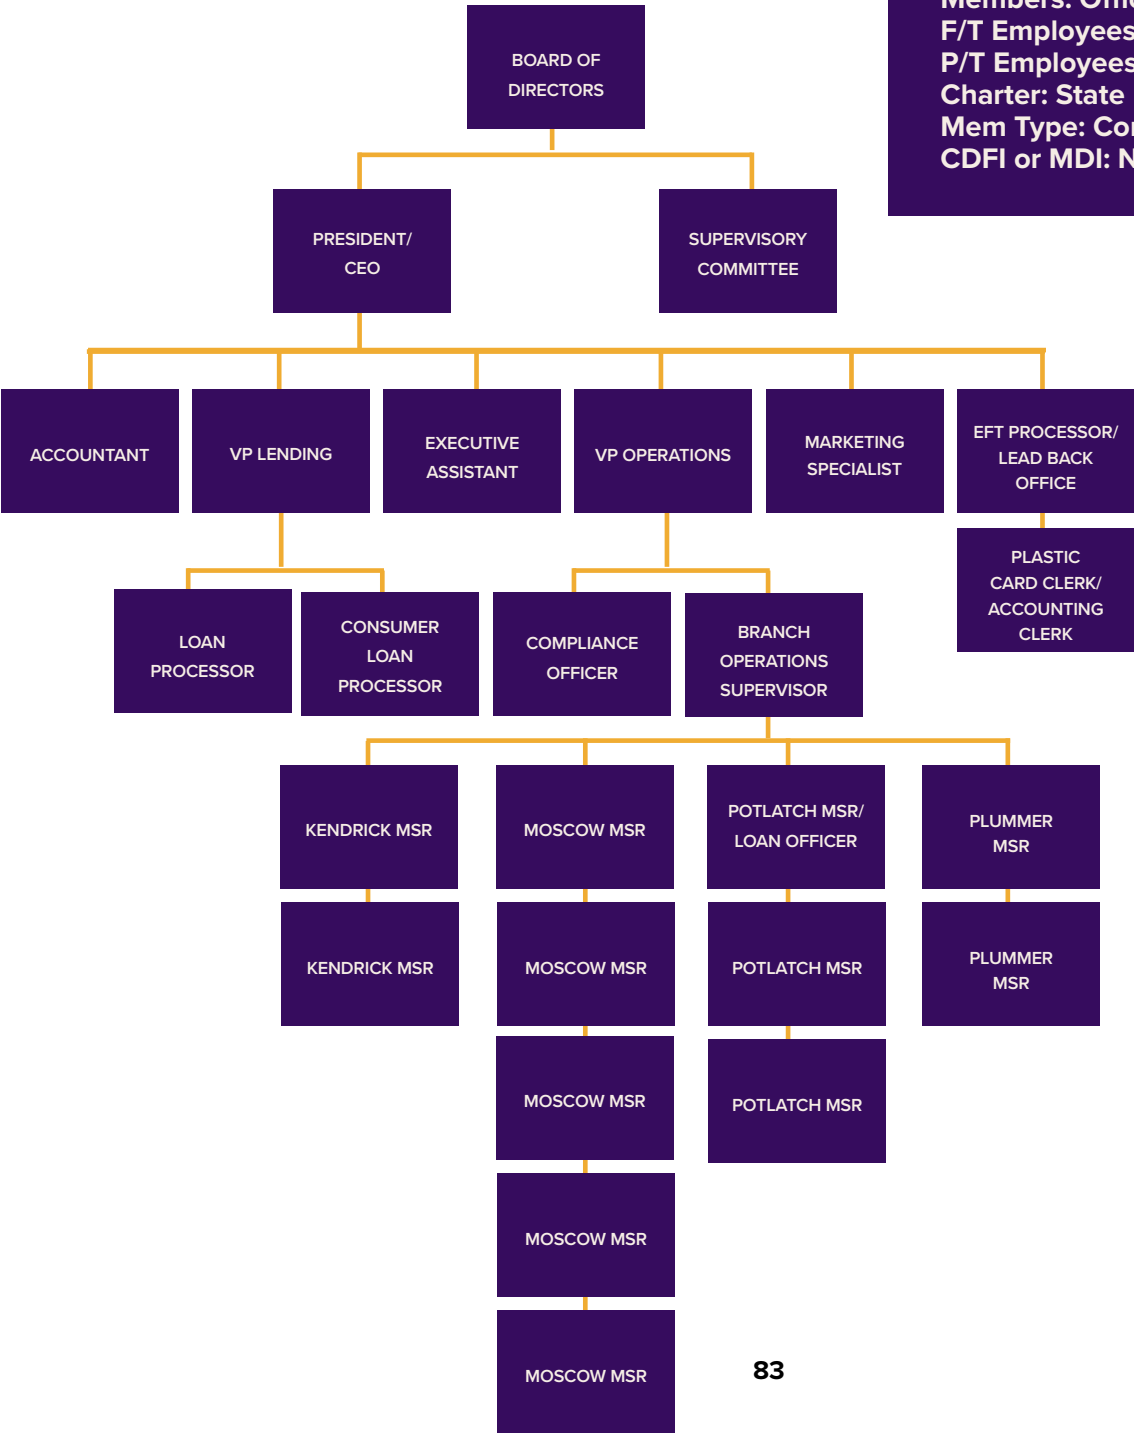 Members:
F/T Employees
P/T Employees
Charter: State
Mem Type:
CDFI or MDI:
BOARD OF
DIRECTORS
PRESIDENT/
CEO
SUPERVISORY
COMMITTEE
ACCOUNTANT
VP LENDING
EXECUTIVE
ASSISTANT
VP OPERATIONS
MARKETING
SPECIALIST
EFT PROCESSOR/
LEAD BACK
OFFICE
PLASTIC
CARD CLERK/
ACCOUNTING
CLERK
LOAN
PROCESSOR
CONSUMER
LOAN
PROCESSOR
COMPLIANCE
OFFICER
BRANCH
OPERATIONS
SUPERVISOR
KENDRICK MSR
MOSCOW MSR
POTLATCH MSR/
LOAN OFFICER
PLUMMER
MSR
KENDRICK MSR
MOSCOW MSR
POTLATCH MSR
PLUMMER
MSR
MOSCOW MSR
POTLATCH MSR
MOSCOW MSR
MOSCOW MSR
83